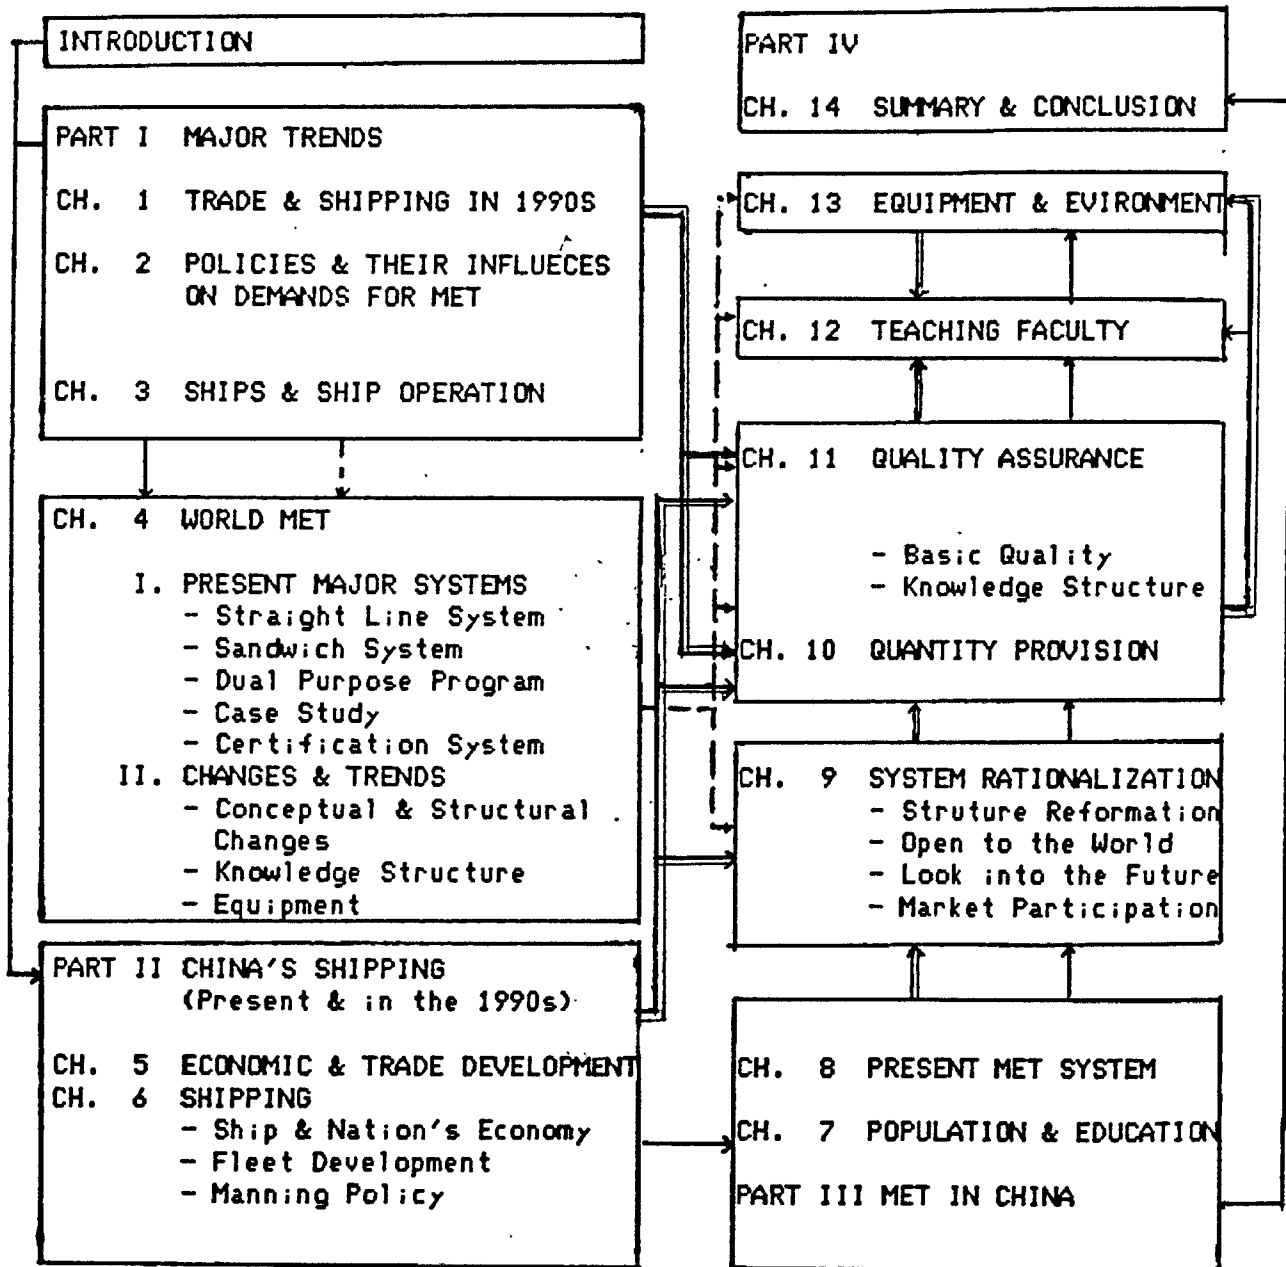 INTRODUCTION
PART I MAJOR TRENDS
CH. 1 TRADE & SHIPPING IN 1990S
CH. 2 POLICIES & THEIR INFLUECES
ON DEMANDS FOR MET
CH. 3 SHIPS & SHIP OPERATION
CH. 4 WORLD MET
I. PRESENT MAJOR SYSTEMS
- Straight Line System
- Sandwich System
- Dual Purpose Program
- Case Study
- Certification System
II. CHANGES & TRENDS
- Conceptual & Structural
Changes
- Knowledge Structure
- Equipment
PART II CHINA'S SHIPPING
(Present & in the 1990s)
CH. 5 ECONOMIC & TRADE DEVELOPMENT
CH. 6 SHIPPING
- Ship & Nation's Economy
- Fleet Development
- Manning Policy
PART IV
CH. 14 SUMMARY & CONCLUSION
CH. 13 EQUIPMENT & EVIRONMENT
CH. 12 TEACHING FACULTY
CH. 11 QUALITY ASSURANCE
- Basic Quality
- Knowledge Structure
CH. 10 QUANTITY PROVISION
CH. 9 SYSTEM RATIONALIZATION
- Struture Reformation
- Open to the World
- Look into the Future
- Market Participation
CH. 8 PRESENT MET SYSTEM
CH. 7 POPULATION & EDUCATION
PART III MET IN CHINA